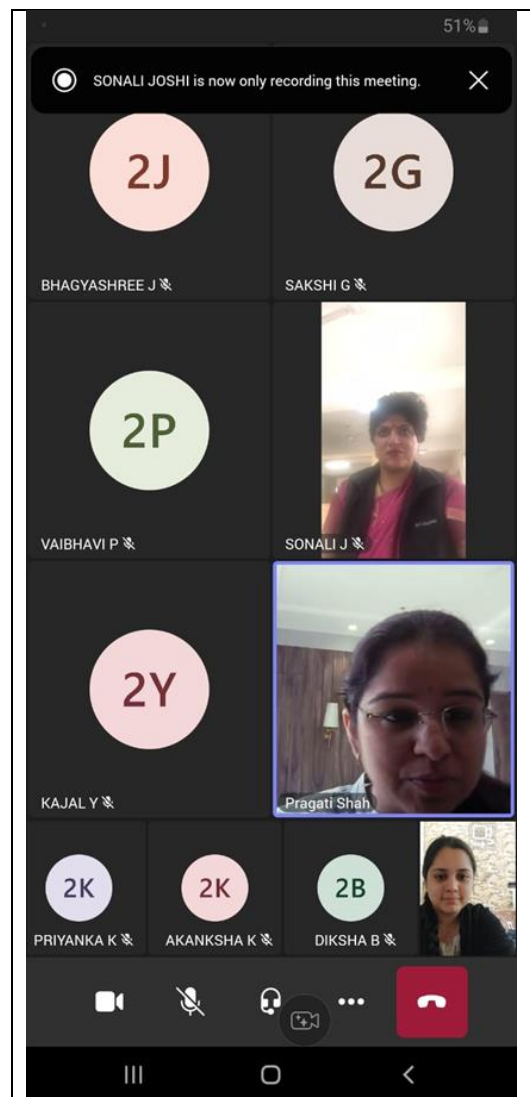 51%
SONALI JOSHI is now only recording this meeting.
2J
2G
BHAGYASHREE J
SAKSHI G
2P
VAIBHAVI P
SONALI J
2Y
KAJAL Y
Pragati Shah
2K
2K
2B
PRIYANKA K
AKANKSHA K
DIKSHA B